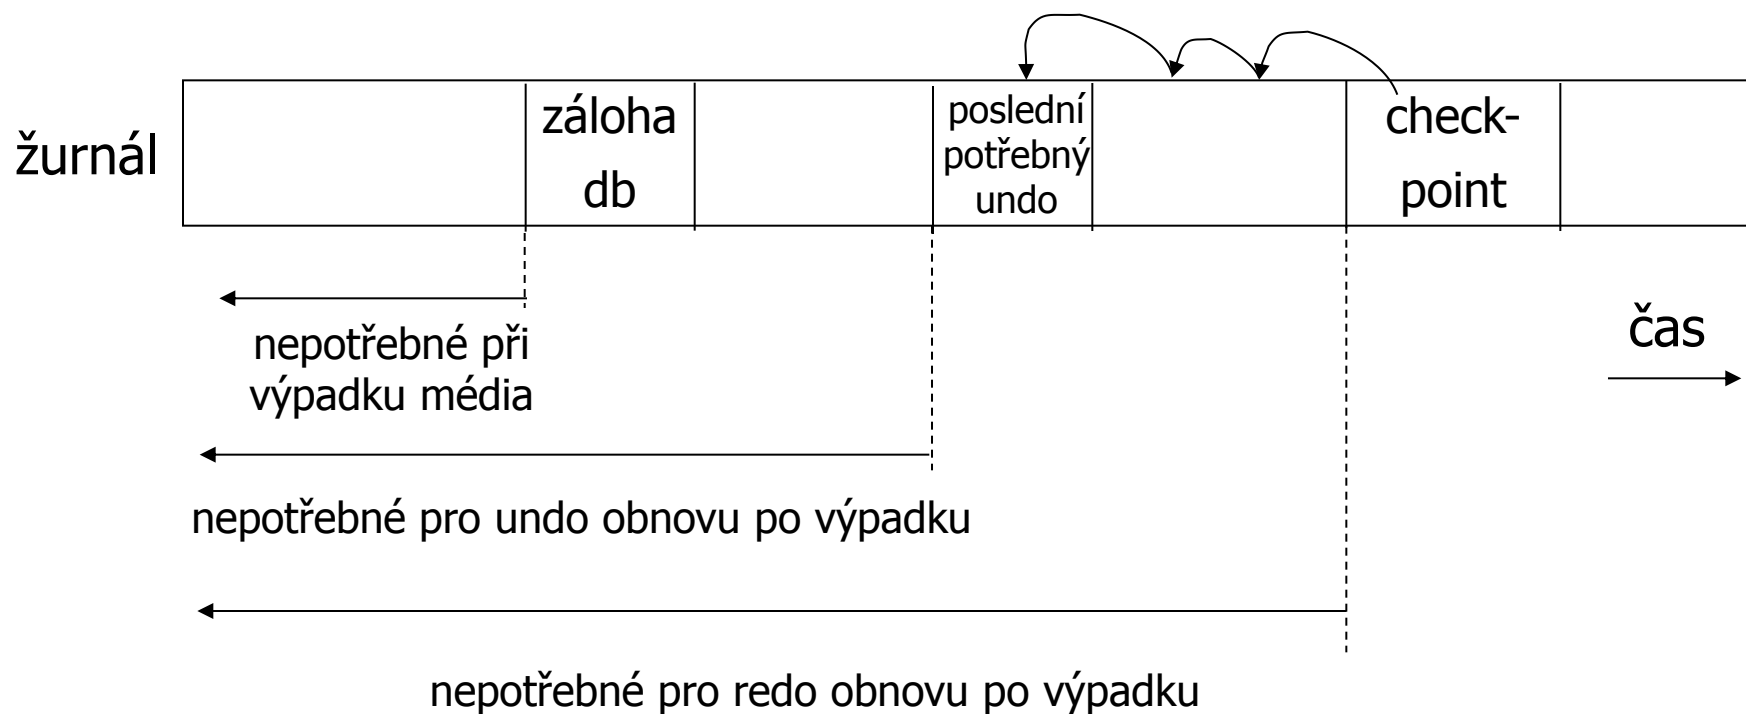 žurnál
záloha
db
poslední
potřebný
undo
check-
point
nepotřebné při
výpadku média
čas
nepotřebné pro undo obnovu po výpadku
nepotřebné pro redo obnovu po výpadku